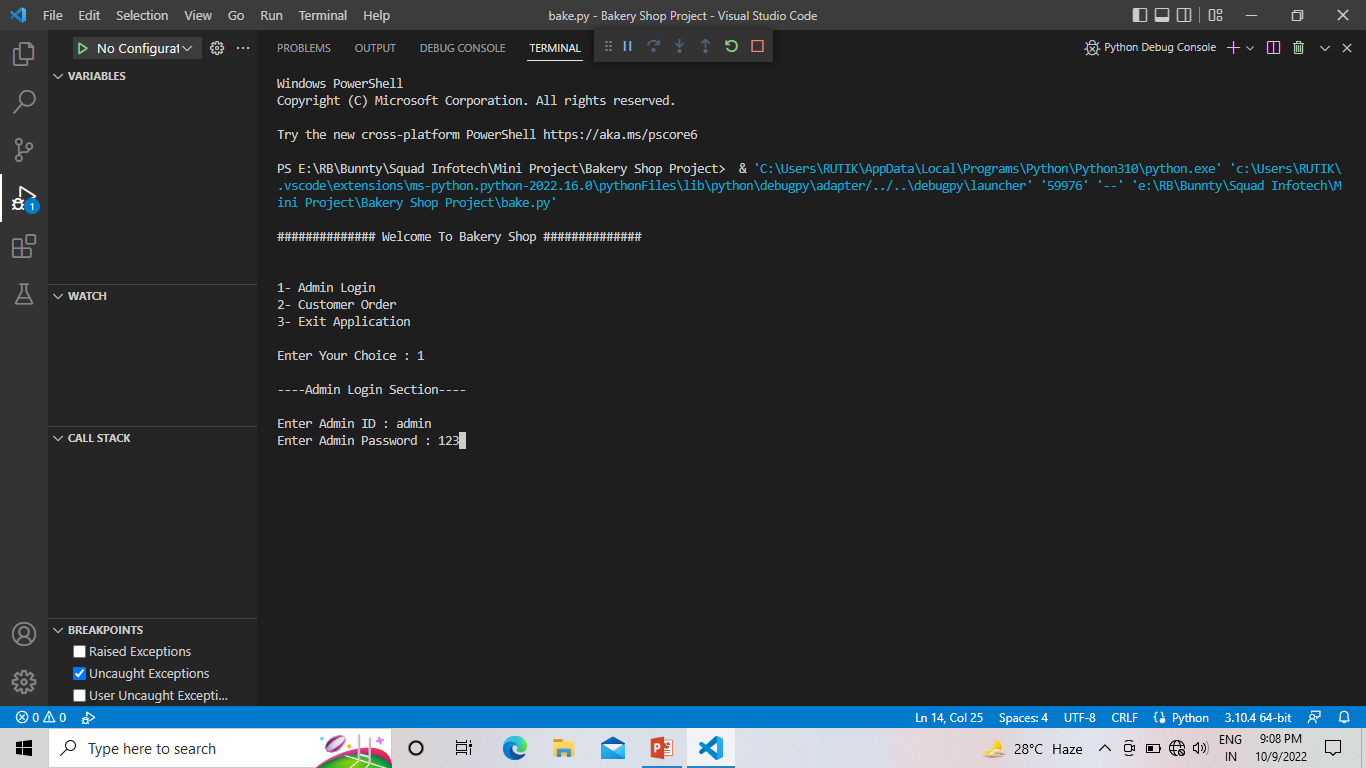 File Edit Selection View Go Run Terminal Help bake.py - Bakery Shop Project - Visual Studio Code
No Configurat
PROBLEMS OUTPUT DEBUG CONSOLE TERMINAL Python Debug Console
VARIABLES
Windows PowerShell
Copyright (C) Microsoft Corporation. All rights reserved.
Try the new cross-platform PowerShell https://aka.ms/pscore6
PS E:\RB\Bunnty\Squad Infotech\Mini Project\Bakery Shop Project> & 'C:\Users\RUTIK\AppData\Local\Programs\Python\Python310\python.exe' 'c:\Users\RUTIK\
.vscode\extensions\ms-python.python-2022.16.0\pythonFiles\lib\python\debugpy\adapter/../..\debugpy\launcher' '59976' '--' 'e:\RB\Bunnty\Squad Infotech\M
ini Project\Bakery Shop Project\bake.py'
############## Welcome To Bakery Shop ##############
1- Admin Login
2- Customer Order
3- Exit Application
Enter Your Choice : 1
----Admin Login Section----
Enter Admin ID : admin
Enter Admin Password : 123
1
WATCH
CALL STACK
BREAKPOINTS
Raised Exceptions
Uncaught Exceptions
User Uncaught Excepti...
0 0 Ln 14, Col 25 Spaces: 4 UTF-8 CRLF Python 3.10.4 64-bit
Type here to search 28°C Haze ENG IN 9:08 PM 10/9/2022